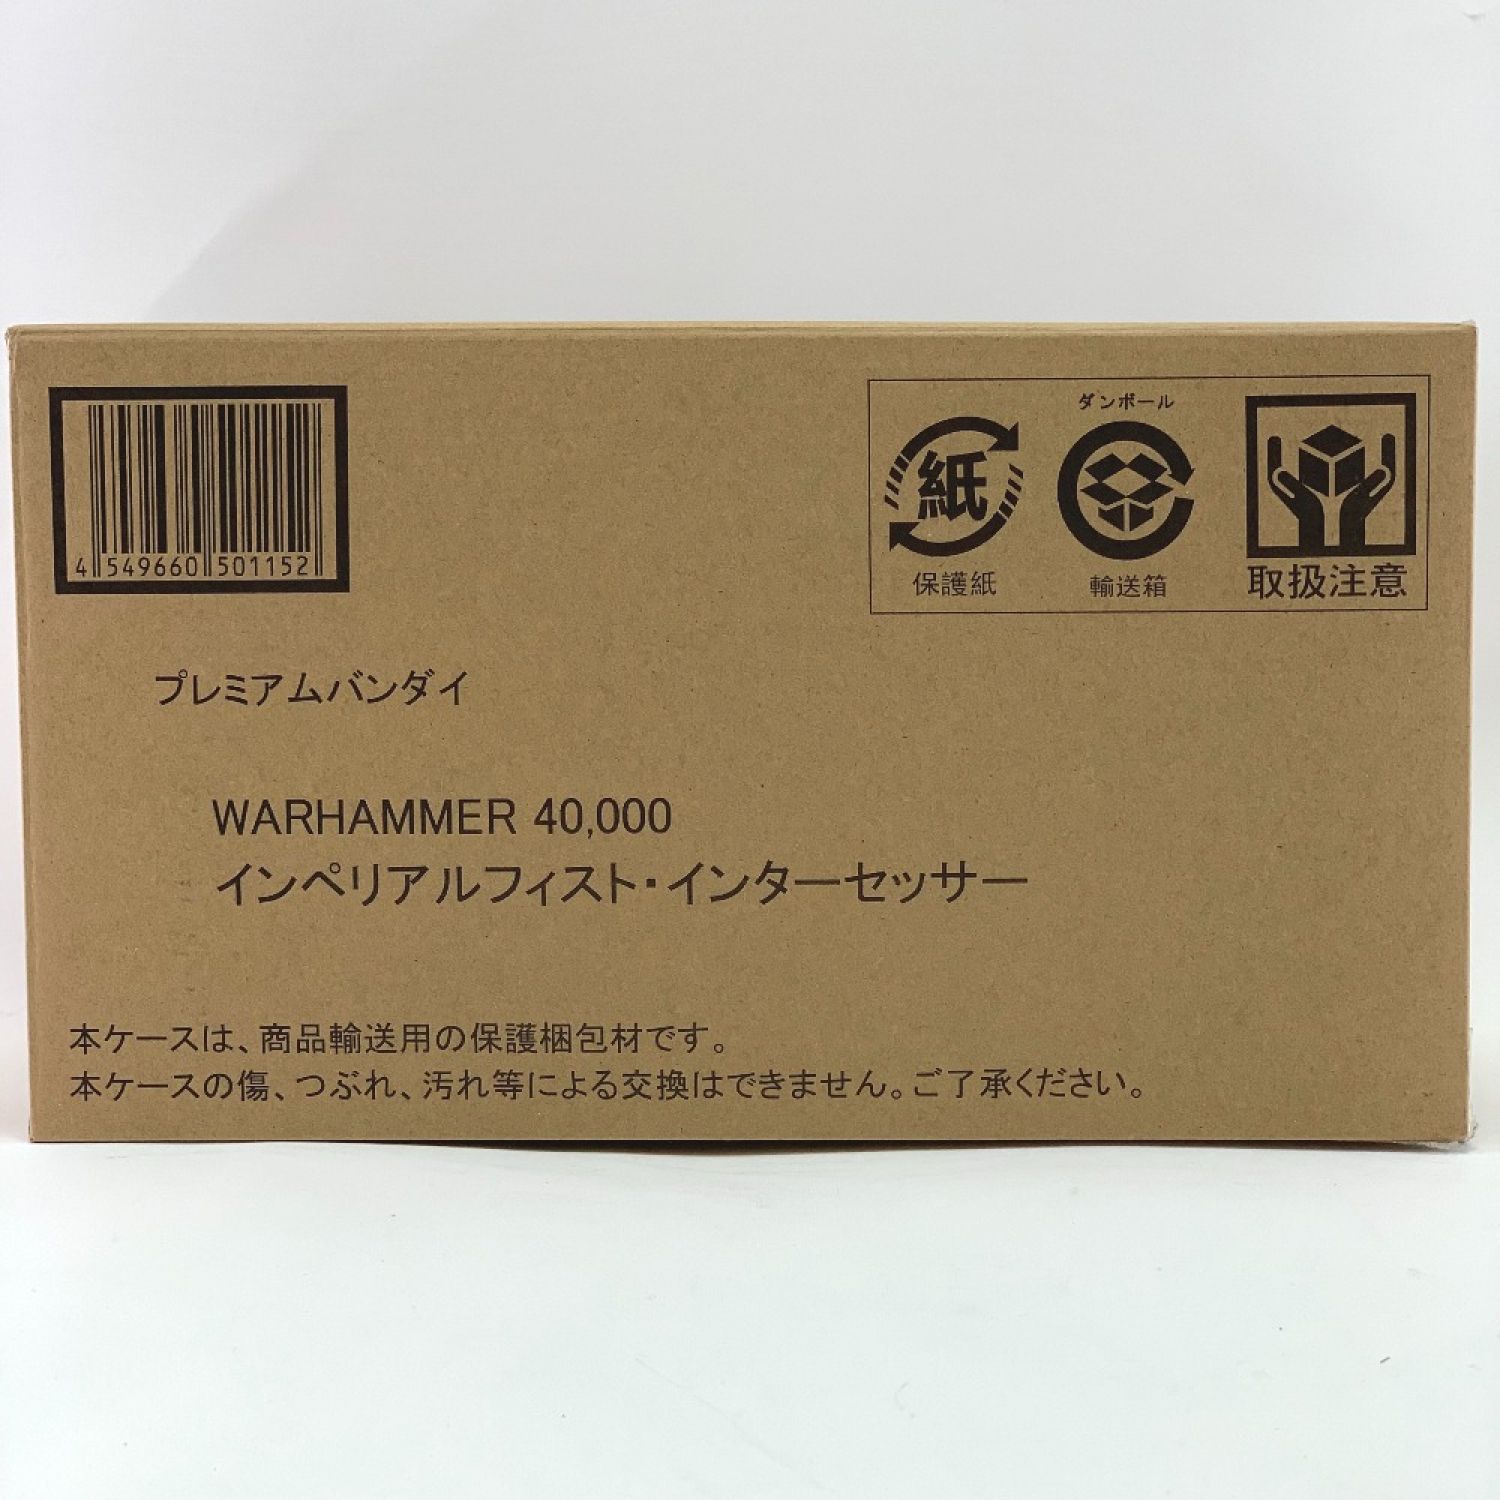 4 549660 501152
ダンボール
紙
保護紙
輸送箱
取扱注意
プレミアムバンダイ
WARHAMMER 40,000
インペリアルフィスト・インターセッサー
本ケースは、商品輸送用の保護梱包材です。
本ケースの傷、つぶれ、汚れ等による交換はできません。ご了承ください。